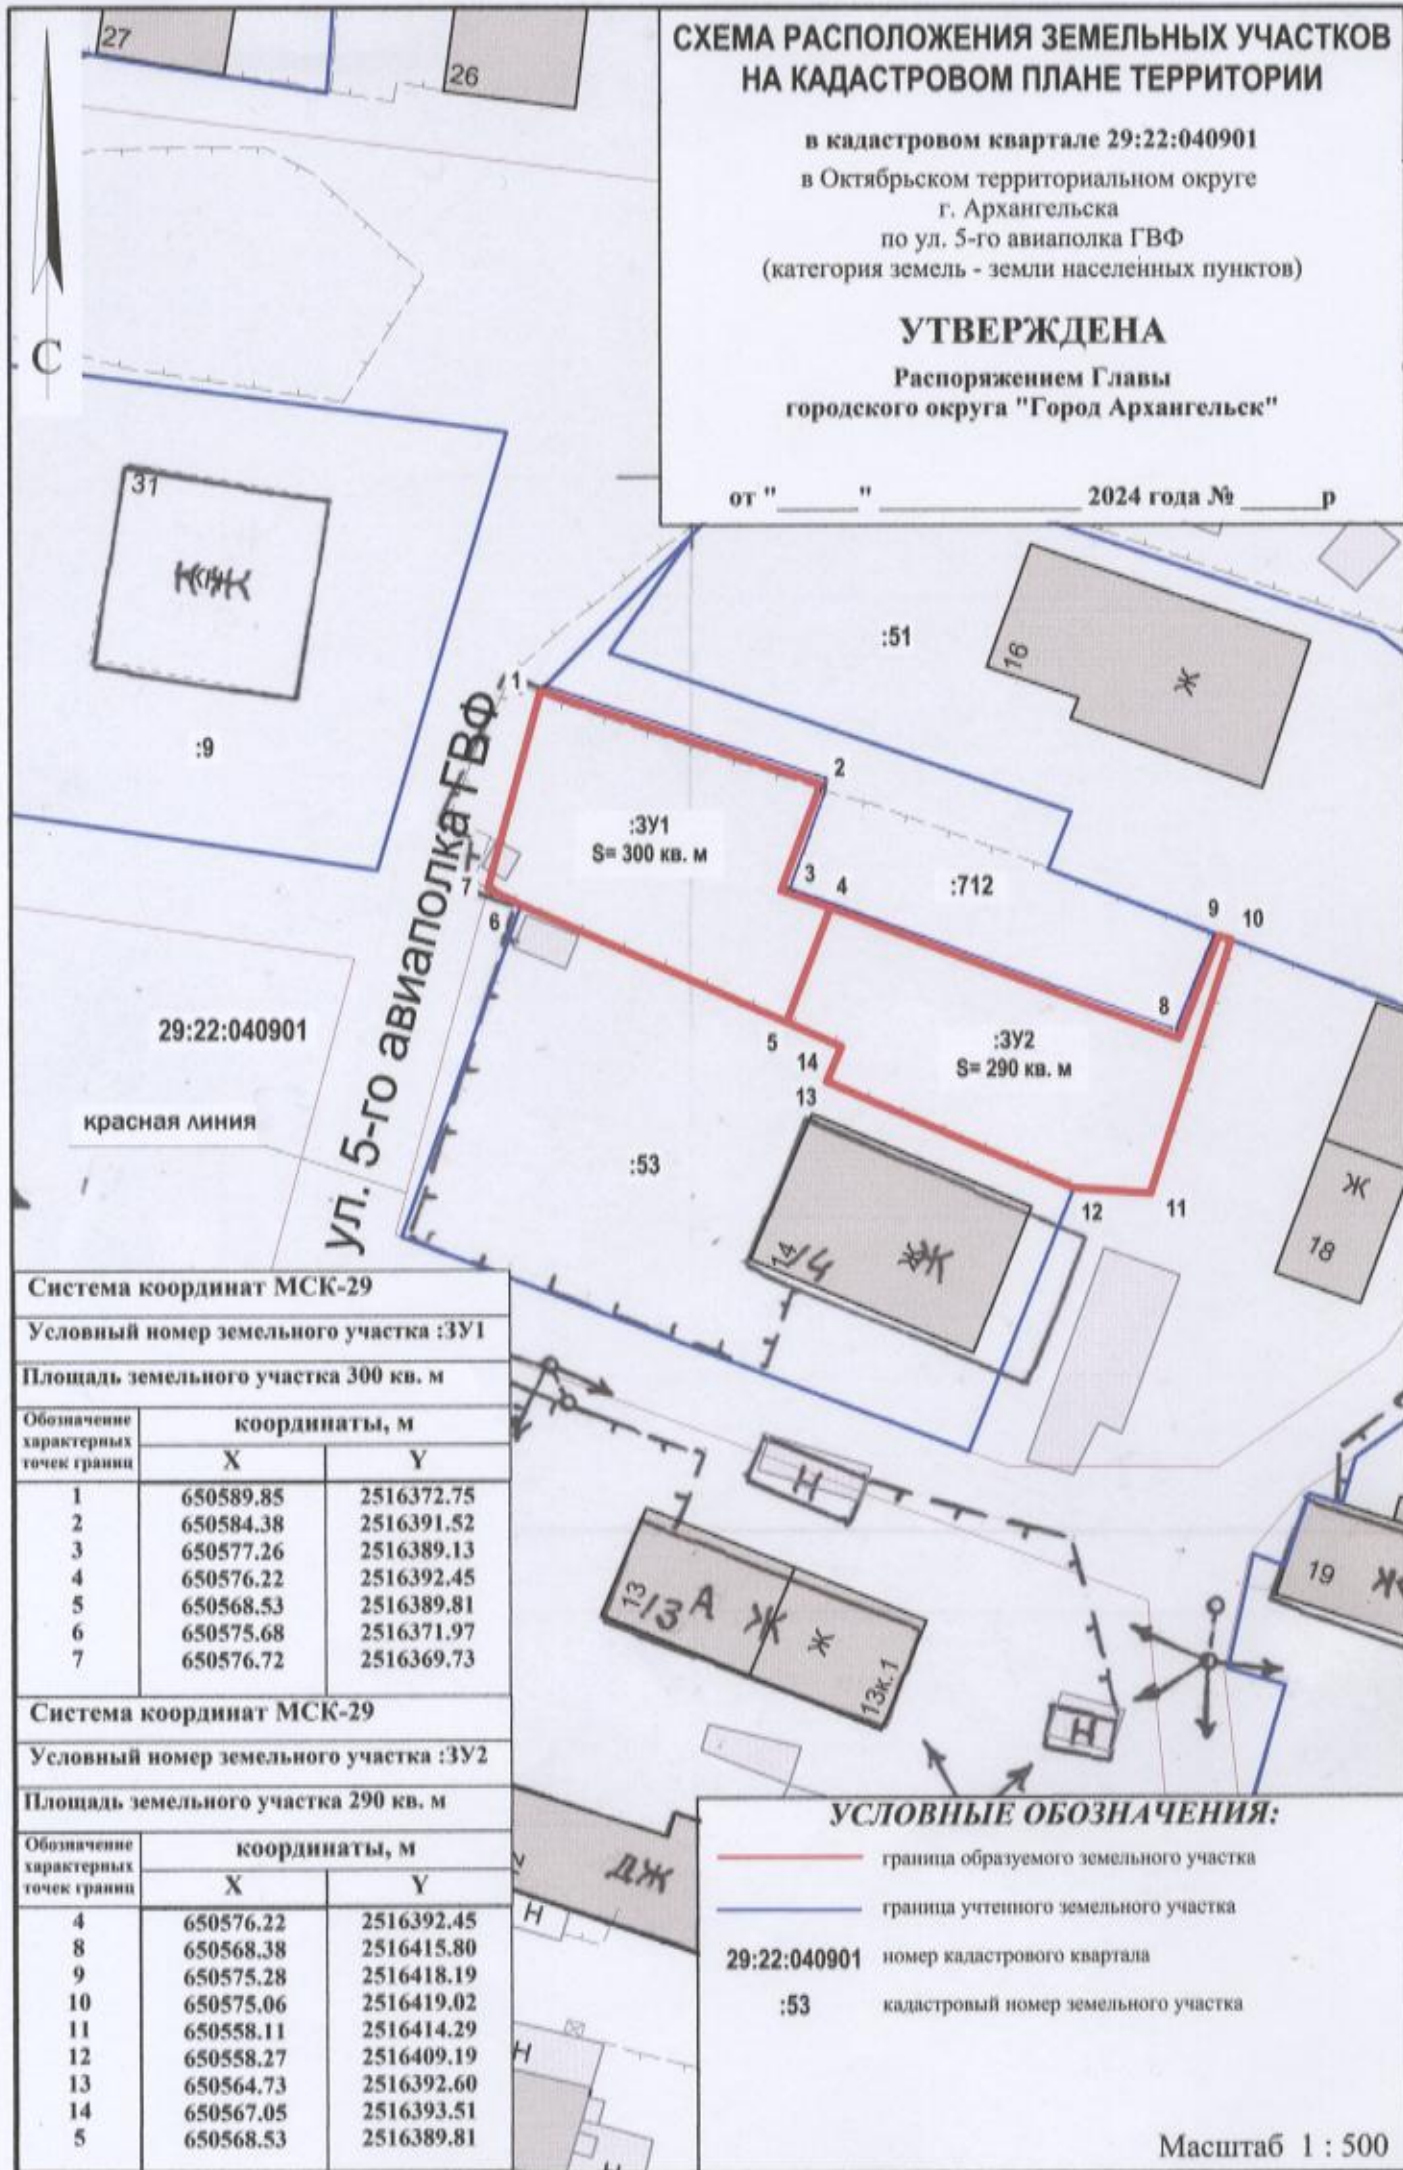 СХЕМА РАСПОЛОЖЕНИЯ ЗЕМЕЛЬНЫХ УЧАСТКОВ
НА КАДАСТРОВОМ ПЛАНЕ ТЕРРИТОРИИ
в кадастровом квартале 29:22:040901
в Октябрьском территориальном округе
г. Архангельска
по ул. 5-го авиаполка ГВФ
(категория земель - земли населенных пунктов)
УТВЕРЖДЕНА
Распоряжением Главы
городского округа "Город Архангельск"
от "______" _______________ 2024 года № ______р
27
26
С
31
:9
:51
16
Ж
1
2
:ЗУ1
S= 300 кв. м
3
4
:712
7
6
9
10
8
5
14
13
:ЗУ2
S= 290 кв. м
29:22:040901
красная линия
ул. 5-го авиаполка ГВФ
:53
12
11
14
14
Ж
Ж
18
Н
13
13 А Ж
Ж
13к.1
19
Н
ДЖ
Н
Н
Система координат МСК-29
Условный номер земельного участка :ЗУ1
Площадь земельного участка 300 кв. м
Обозначение характерных точек границ координаты, м
X Y
1 650589.85 2516372.75
2 650584.38 2516391.52
3 650577.26 2516389.13
4 650576.22 2516392.45
5 650568.53 2516389.81
6 650575.68 2516371.97
7 650576.72 2516369.73
Система координат МСК-29
Условный номер земельного участка :ЗУ2
Площадь земельного участка 290 кв. м
Обозначение характерных точек границ координаты, м
X Y
4 650576.22 2516392.45
8 650568.38 2516415.80
9 650575.28 2516418.19
10 650575.06 2516419.02
11 650558.11 2516414.29
12 650558.27 2516409.19
13 650564.73 2516392.60
14 650567.05 2516393.51
5 650568.53 2516389.81
УСЛОВНЫЕ ОБОЗНАЧЕНИЯ:
граница образуемого земельного участка
граница учтенного земельного участка
29:22:040901 номер кадастрового квартала
:53 кадастровый номер земельного участка
Масштаб 1 : 500